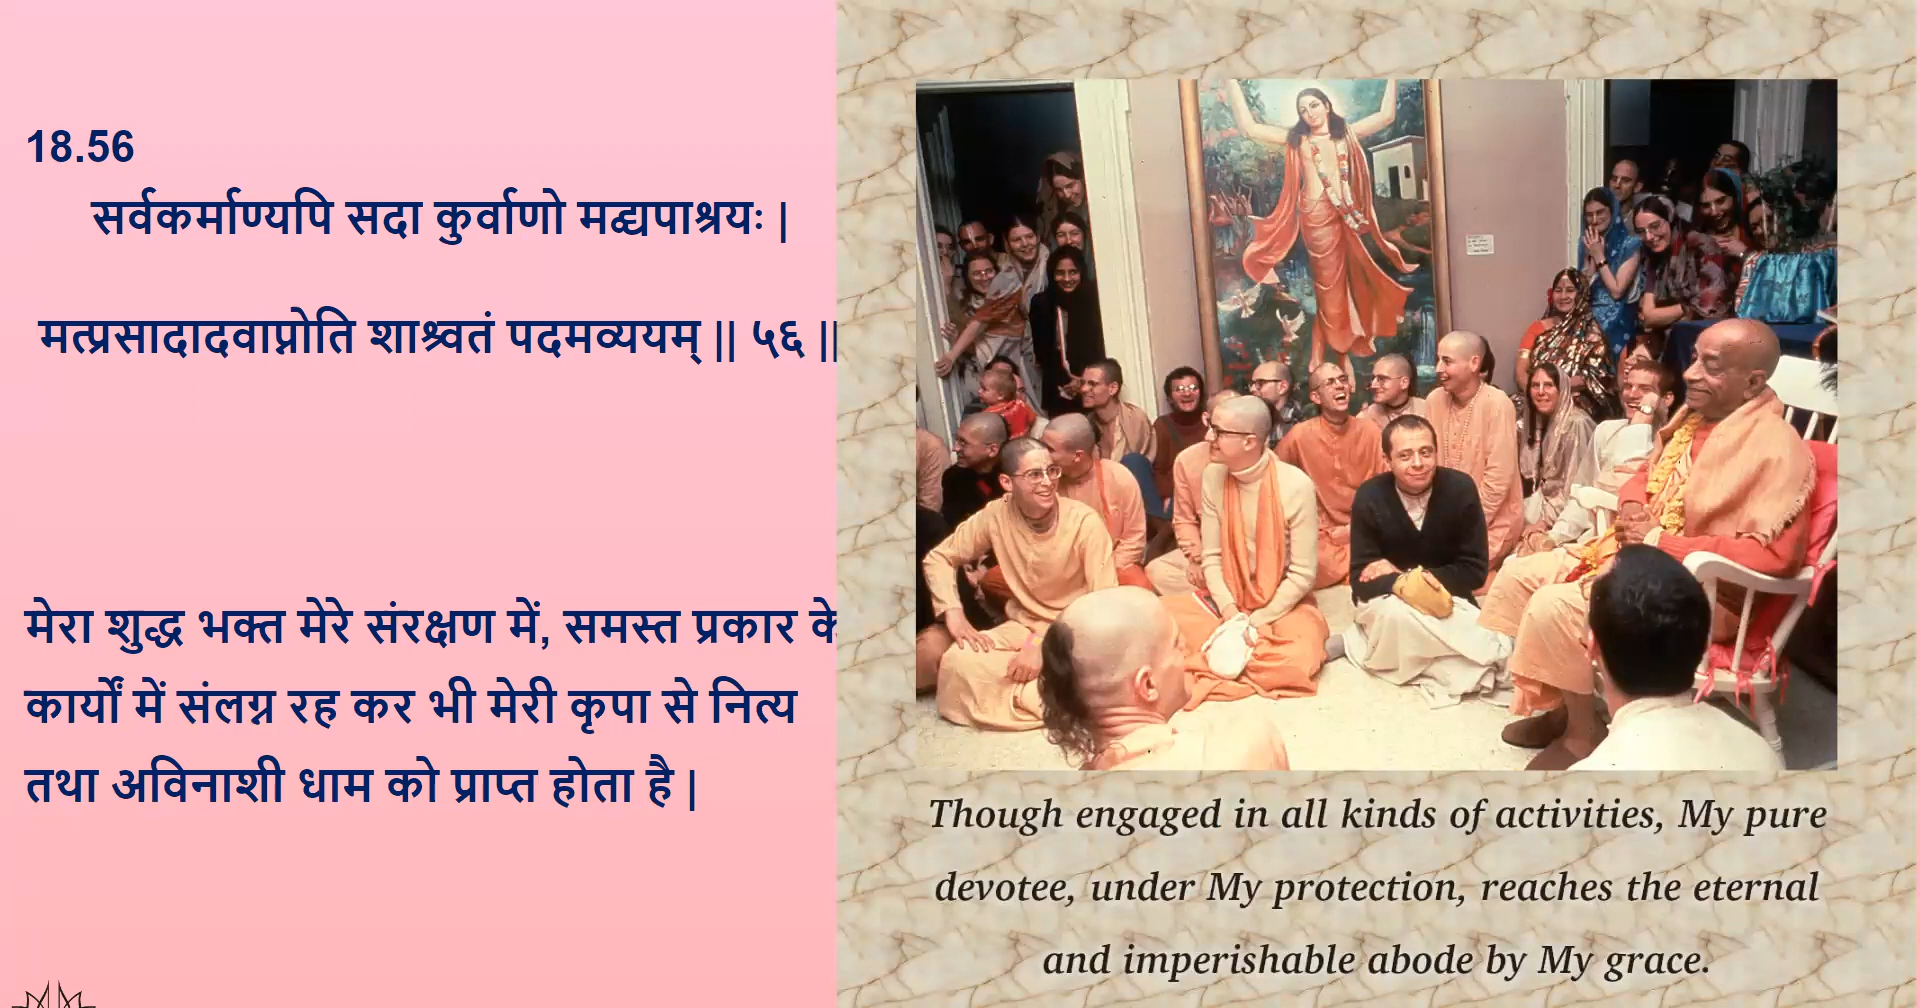 18.56
सर्वकर्माण्यपि सदा कुर्वाणो मद्व्यपाश्रयः |
मत्प्रसादादवाप्नोति शाश्र्वतं पदमव्ययम् || ५६ ||
मेरा शुद्ध भक्त मेरे संरक्षण में, समस्त प्रकार के
कार्यों में संलग्न रह कर भी मेरी कृपा से नित्य
तथा अविनाशी धाम को प्राप्त होता है |
Though engaged in all kinds of activities, My pure
devotee, under My protection, reaches the eternal
and imperishable abode by My grace.